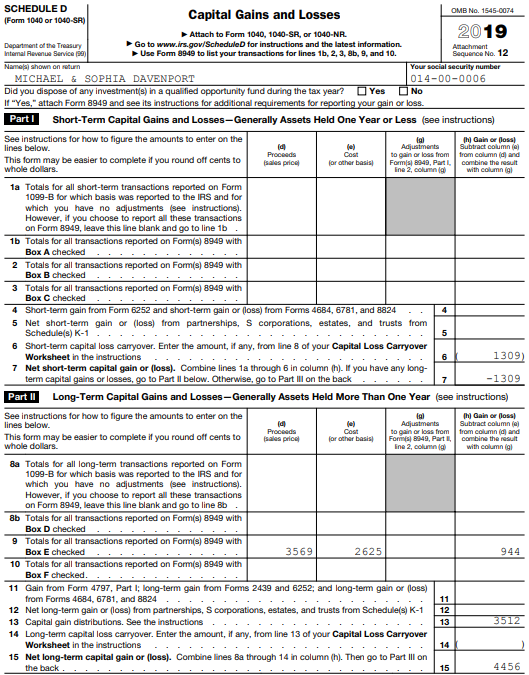 SCHEDULE D
(Form 1040 or 1040-SR)
Department of the Treasury
Internal Revenue Service (99)
Capital Gains and Losses
▶ Attach to Form 1040, 1040-SR, or 1040-NR.
▶ Go to www.irs.gov/ScheduleD for instructions and the latest information.
▶ Use Form 8949 to list your transactions for lines 1b, 2, 3, 8b, 9, and 10.
OMB No. 1545-0074
2019
Attachment
Sequence No. 12
Name(s) shown on return
MICHAEL & SOPHIA DAVENPORT
Your social security number
014-00-0006
Did you dispose of any investment(s) in a qualified opportunity fund during the tax year? Yes No
If "Yes," attach Form 8949 and see its instructions for additional requirements for reporting your gain or loss.
Part I Short-Term Capital Gains and Losses—Generally Assets Held One Year or Less (see instructions)
See instructions for how to figure the amounts to enter on the
lines below.
This form may be easier to complete if you round off cents to
whole dollars.
(d)
Proceeds
(sales price)
(e)
Cost
(or other basis)
(g)
Adjustments
to gain or loss from
Form(s) 8949, Part I,
line 2, column (g)
(h) Gain or (loss)
Subtract column (e)
from column (d) and
combine the result
with column (g)
1a Totals for all short-term transactions reported on Form
1099-B for which basis was reported to the IRS and for
which you have no adjustments (see instructions).
However, if you choose to report all these transactions
on Form 8949, leave this line blank and go to line 1b .
1b Totals for all transactions reported on Form(s) 8949 with
Box A checked . . . . . . . . . . . . .
2 Totals for all transactions reported on Form(s) 8949 with
Box B checked . . . . . . . . . . . . .
3 Totals for all transactions reported on Form(s) 8949 with
Box C checked . . . . . . . . . . . . .
4 Short-term gain from Form 6252 and short-term gain or (loss) from Forms 4684, 6781, and 8824 . . 4
5 Net short-term gain or (loss) from partnerships, S corporations, estates, and trusts from
Schedule(s) K-1 . . . . . . . . . . . . . . . . . . . . . . . 5
6 Short-term capital loss carryover. Enter the amount, if any, from line 8 of your Capital Loss Carryover
Worksheet in the instructions . . . . . . . . . . . . . . . . . . . 6 ( 1309)
7 Net short-term capital gain or (loss). Combine lines 1a through 6 in column (h). If you have any long-
term capital gains or losses, go to Part II below. Otherwise, go to Part III on the back . . . . . . 7 -1309
Part II Long-Term Capital Gains and Losses—Generally Assets Held More Than One Year (see instructions)
See instructions for how to figure the amounts to enter on the
lines below.
This form may be easier to complete if you round off cents to
whole dollars.
(d)
Proceeds
(sales price)
(e)
Cost
(or other basis)
(g)
Adjustments
to gain or loss from
Form(s) 8949, Part II,
line 2, column (g)
(h) Gain or (loss)
Subtract column (e)
from column (d) and
combine the result
with column (g)
8a Totals for all long-term transactions reported on Form
1099-B for which basis was reported to the IRS and for
which you have no adjustments (see instructions).
However, if you choose to report all these transactions
on Form 8949, leave this line blank and go to line 8b .
8b Totals for all transactions reported on Form(s) 8949 with
Box D checked . . . . . . . . . . . . .
9 Totals for all transactions reported on Form(s) 8949 with
Box E checked . . . . . . . . . . . . . 3569 2625 944
10 Totals for all transactions reported on Form(s) 8949 with
Box F checked . . . . . . . . . . . . .
11 Gain from Form 4797, Part I; long-term gain from Forms 2439 and 6252; and long-term gain or (loss)
from Forms 4684, 6781, and 8824 . . . . . . . . . . . . . . . . . 11
12 Net long-term gain or (loss) from partnerships, S corporations, estates, and trusts from Schedule(s) K-1 12
13 Capital gain distributions. See the instructions . . . . . . . . . . . . . . 13 3512
14 Long-term capital loss carryover. Enter the amount, if any, from line 13 of your Capital Loss Carryover
Worksheet in the instructions . . . . . . . . . . . . . . . . . . . 14 ( )
15 Net long-term capital gain or (loss). Combine lines 8a through 14 in column (h). Then go to Part III on
the back . . . . . . . . . . . . . . . . . . . . . . . . . 15 4456